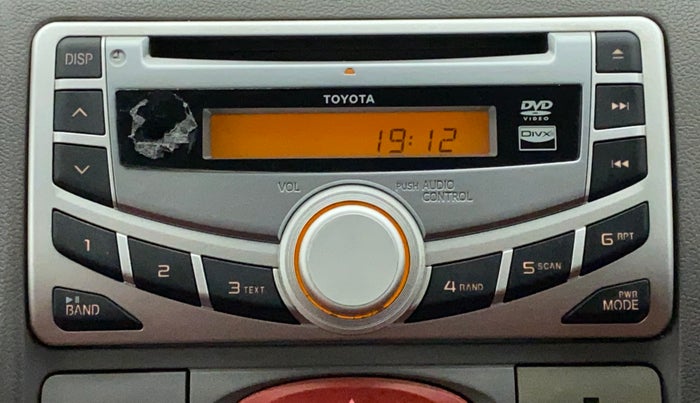 DISP
TOYOTA
DVD
VIDEO
DIVX
19:12
VOL
PUSH AUDIO
CONTROL
1
2
3 TEXT
4 RAND
5 SCAN
6 RPT
BAND
PWR
MODE